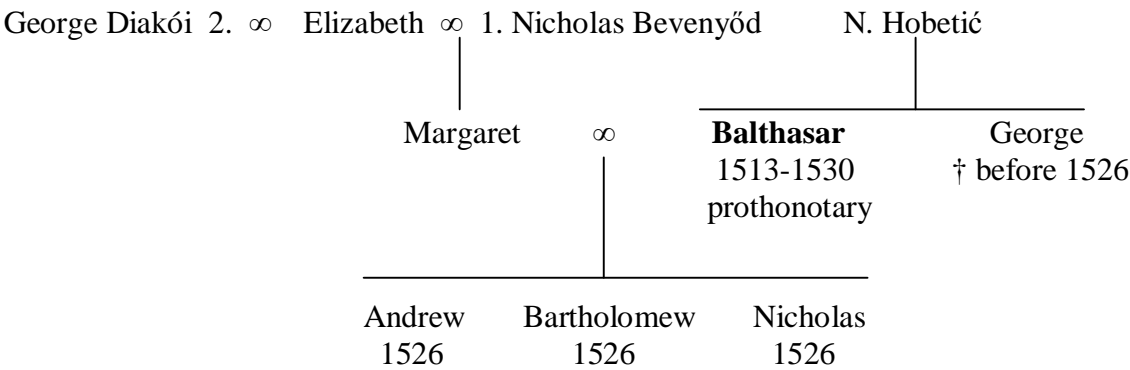 George Diakói 2. ∞ Elizabeth ∞ 1. Nicholas Bevenyőd N. Hobetić
Margaret ∞ Balthasar George
1513-1530 † before 1526
prothonotary
Andrew Bartholomew Nicholas
1526 1526 1526